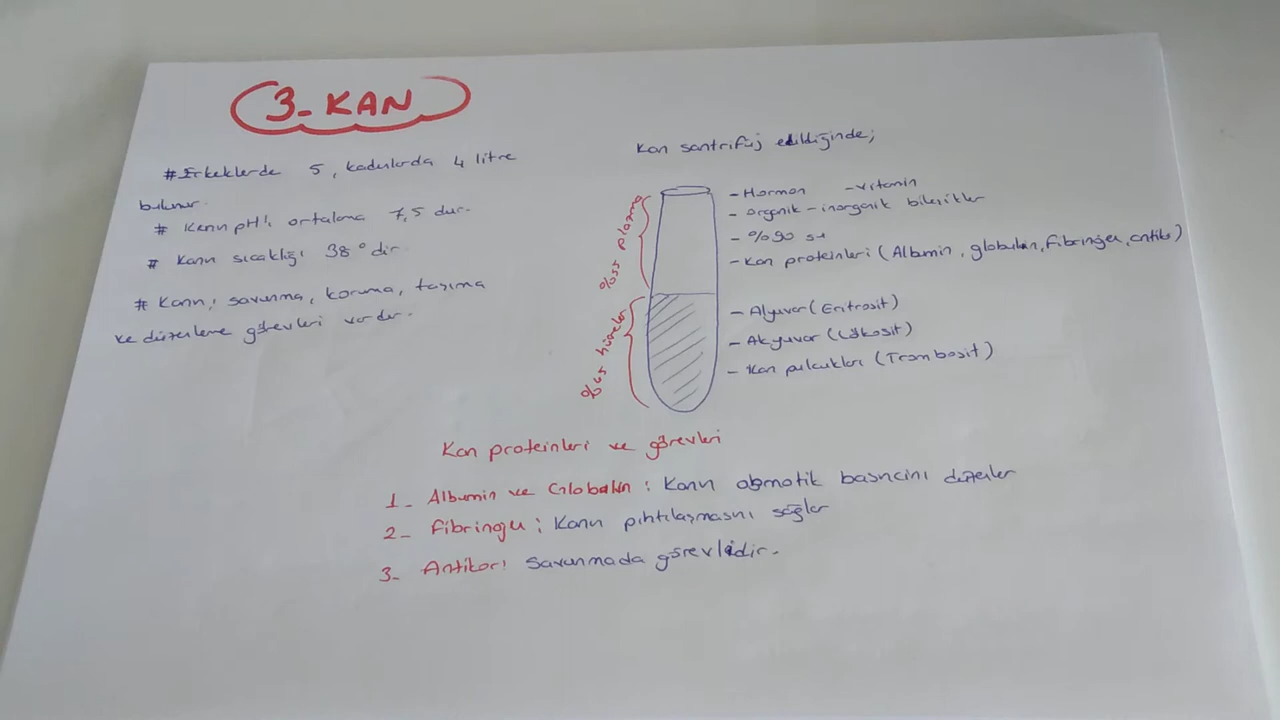 3- KAN
# Erkeklerde 5, kadınlarda 4 litre
bulunur.
# Kanın pH'ı ortalama 7,5 dur.
# Kanın sıcaklığı 38° dir
# Kanın; savunma, koruma, taşıma
ve düzenleme görevleri vardır.
Kan santrifüj edildiğinde;
%55 plazma
- Hormon - vitamin
- Organik - inorganik bileşikler
- %90 su
- Kan proteinleri (Albumin, globulin, fibrinojen, antikor)
%45 hücreler
- Alyuvar (Eritrosit)
- Akyuvar (Lökosit)
- Kan pulcukları (Trombosit)
Kan proteinleri ve görevleri
1- Albumin ve Globulin : Kanın osmotik basıncını düzenler
2- Fibrinojen ; Kanın pıhtılaşmasını sağlar
3- Antikor: Savunmada görevlidir.